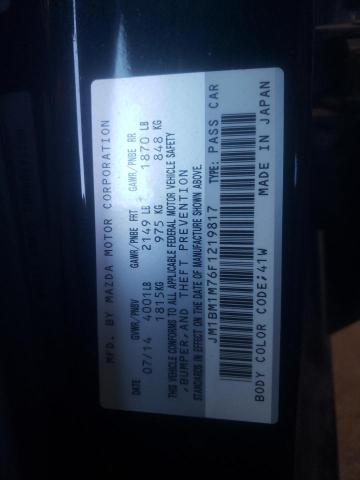 MFD. BY MAZDA MOTOR CORPORATION
GVWR/PNBV GAWR/PNBE FRT GAWR/PNBE RR
DATE
07/14 4001LB 2149 LB 1870 LB
1815KG 975 KG 848 KG
THIS VEHICLE CONFORMS TO ALL APPLICABLE FEDERAL MOTOR VEHICLE SAFETY
,BUMPER,AND THEFT PREVENTION
STANDARDS IN EFFECT ON THE DATE OF MANUFACTURE SHOWN ABOVE.
JM1BM1M76F1219817 TYPE: PASS CAR
BODY COLOR CODE;41W MADE IN JAPAN